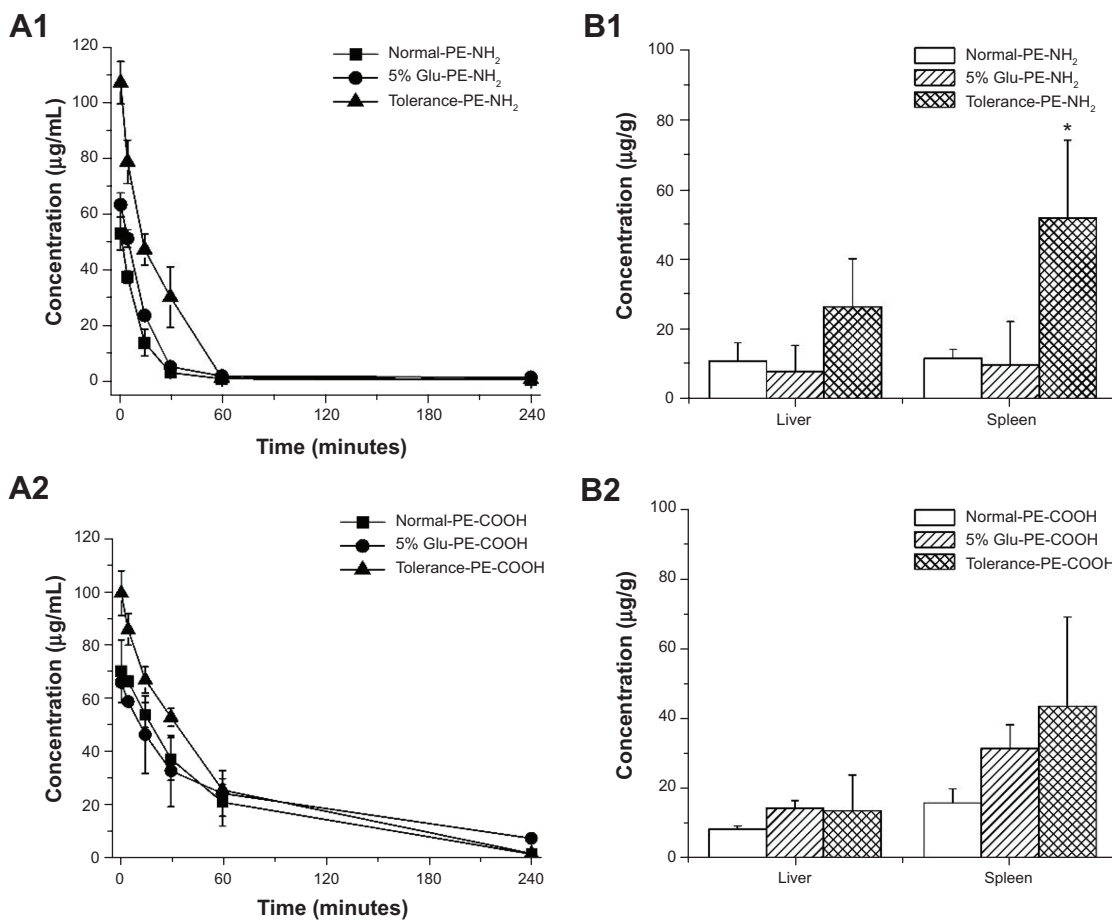 A1
120
100
80
60
40
20
0
Concentration (μg/mL)
Normal-PE-NH₂
5% Glu-PE-NH₂
Tolerance-PE-NH₂
0 60 120 180 240
Time (minutes)
B1
100
80
60
40
20
0
Concentration (μg/g)
Normal-PE-NH₂
5% Glu-PE-NH₂
Tolerance-PE-NH₂
*
Liver Spleen
A2
120
100
80
60
40
20
0
Concentration (μg/mL)
Normal-PE-COOH
5% Glu-PE-COOH
Tolerance-PE-COOH
0 60 120 180 240
Time (minutes)
B2
100
80
60
40
20
0
Concentration (μg/g)
Normal-PE-COOH
5% Glu-PE-COOH
Tolerance-PE-COOH
Liver Spleen